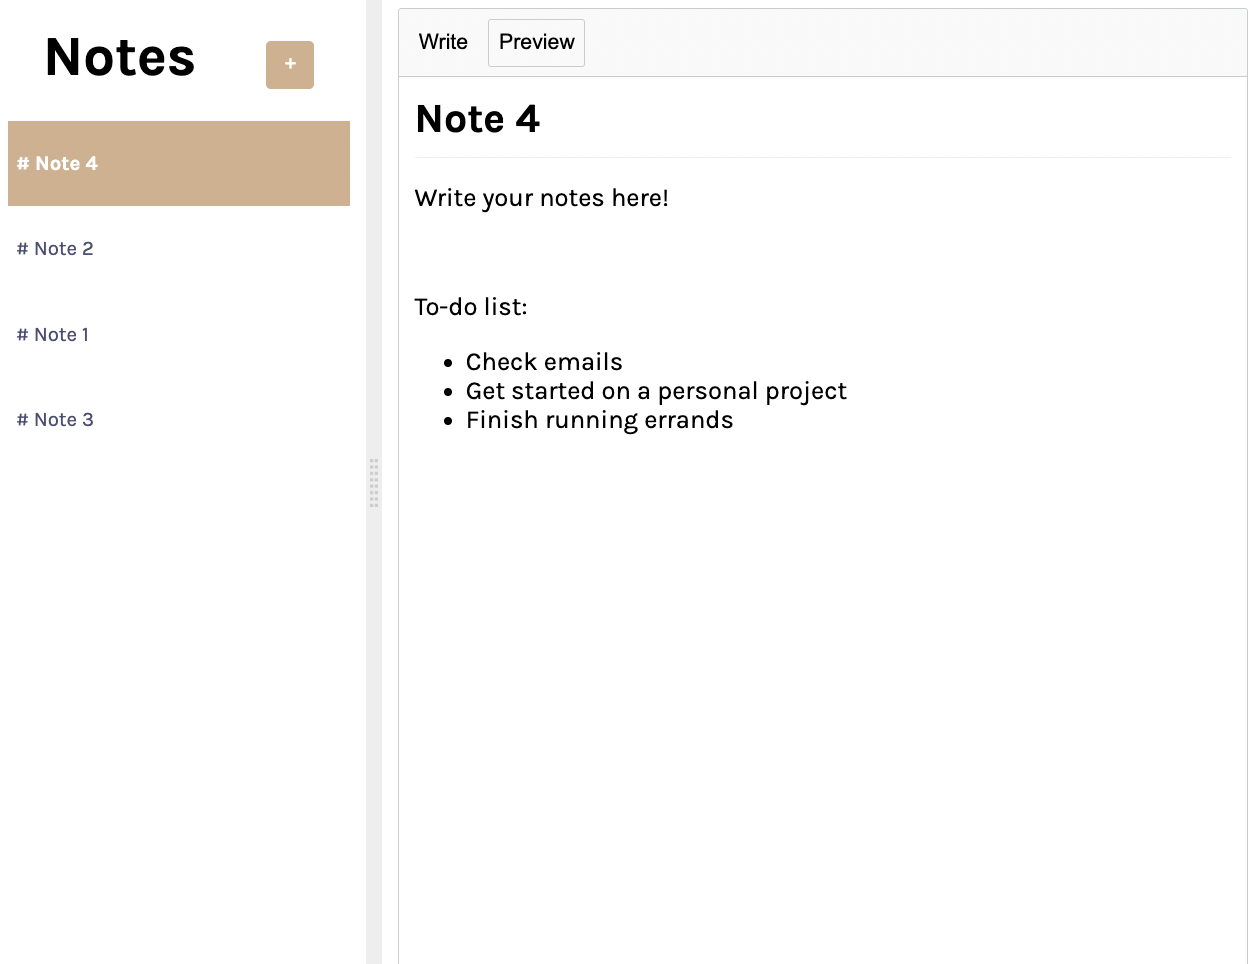 Notes
+
# Note 4
# Note 2
# Note 1
# Note 3
Write Preview
Note 4
Write your notes here!
To-do list:
• Check emails
• Get started on a personal project
• Finish running errands